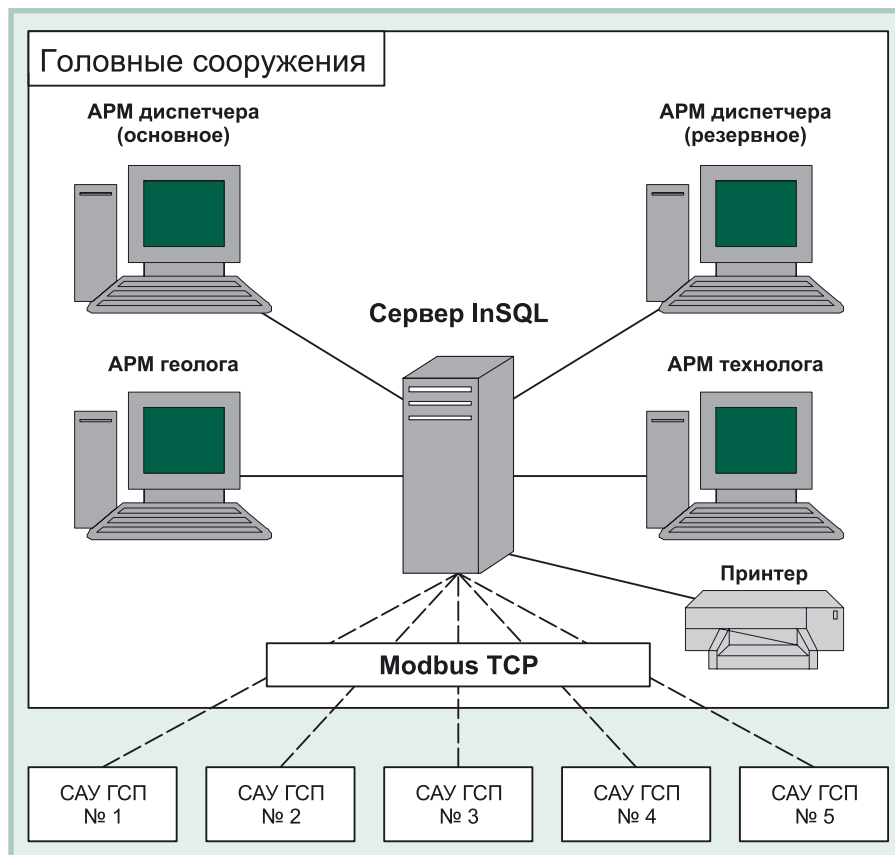 Головные сооружения
АРМ диспетчера
(основное)
АРМ диспетчера
(резервное)
Сервер InSQL
АРМ геолога
АРМ технолога
Принтер
Modbus TCP
САУ ГСП
№ 1
САУ ГСП
№ 2
САУ ГСП
№ 3
САУ ГСП
№ 4
САУ ГСП
№ 5